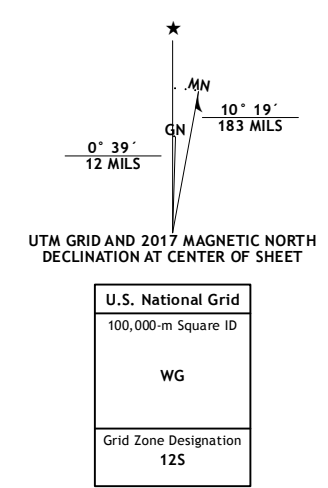 ★
MN
GN
10° 19´
183 MILS
0° 39´
12 MILS
UTM GRID AND 2017 MAGNETIC NORTH
DECLINATION AT CENTER OF SHEET
U.S. National Grid
100,000-m Square ID
WG
Grid Zone Designation
12S